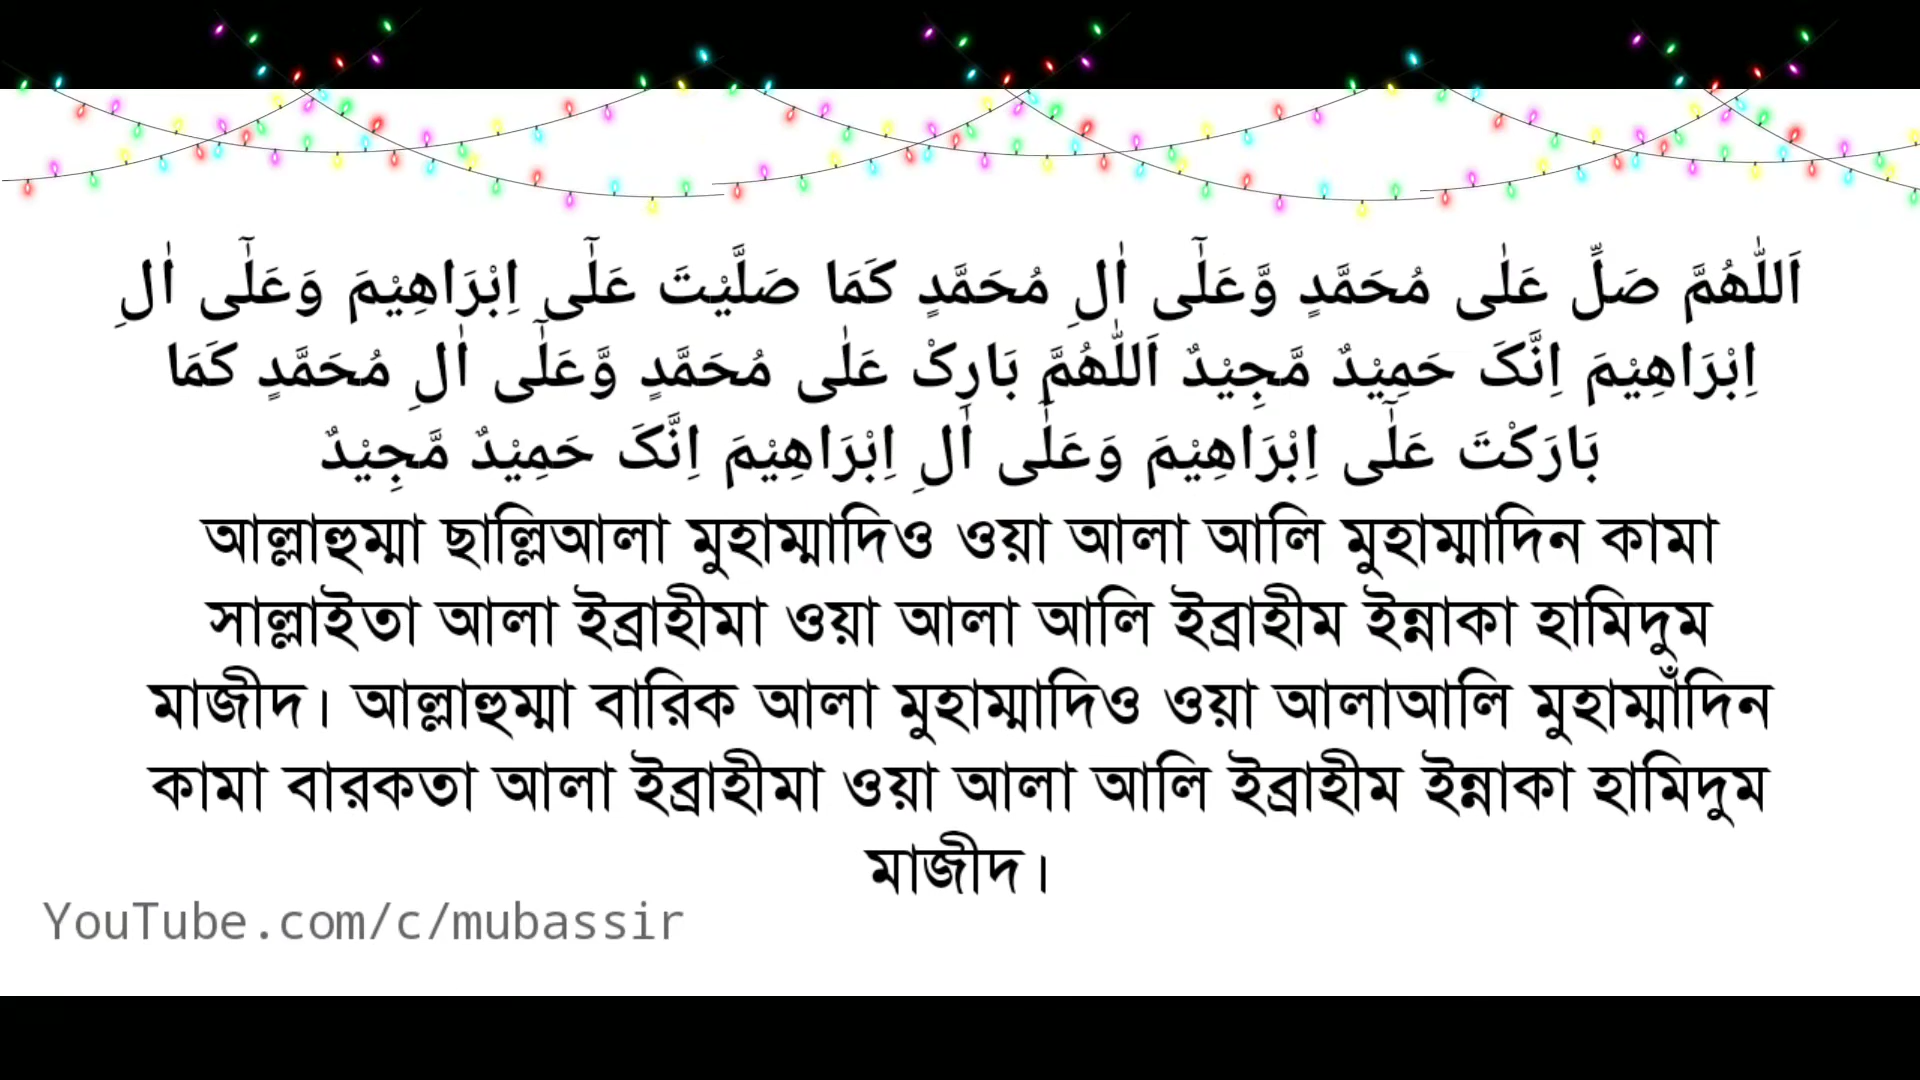 اَللّٰهُمَّ صَلِّ عَلٰى مُحَمَّدٍ وَّعَلٰٓى اٰلِ مُحَمَّدٍ كَمَا صَلَّيْتَ عَلٰٓى اِبْرَاهِيْمَ وَعَلٰٓى اٰلِ
اِبْرَاهِيْمَ اِنَّکَ حَمِيْدٌ مَّجِيْدٌ اَللّٰهُمَّ بَارِکْ عَلٰى مُحَمَّدٍ وَّعَلٰٓى اٰلِ مُحَمَّدٍ كَمَا
بَارَكْتَ عَلٰٓى اِبْرَاهِيْمَ وَعَلٰٓى اٰلِ اِبْرَاهِيْمَ اِنَّکَ حَمِيْدٌ مَّجِيْدٌ
আল্লাহুম্মা ছাল্লিআলা মুহাম্মাদিও ওয়া আলা আলি মুহাম্মাদিন কামা
সাল্লাইতা আলা ইব্রাহীমা ওয়া আলা আলি ইব্রাহীম ইন্নাকা হামিদুম
মাজীদ। আল্লাহুম্মা বারিক আলা মুহাম্মাদিও ওয়া আলাআলি মুহাম্মাঁদিন
কামা বারকতা আলা ইব্রাহীমা ওয়া আলা আলি ইব্রাহীম ইন্নাকা হামিদুম
মাজীদ।
YouTube.com/c/mubassir